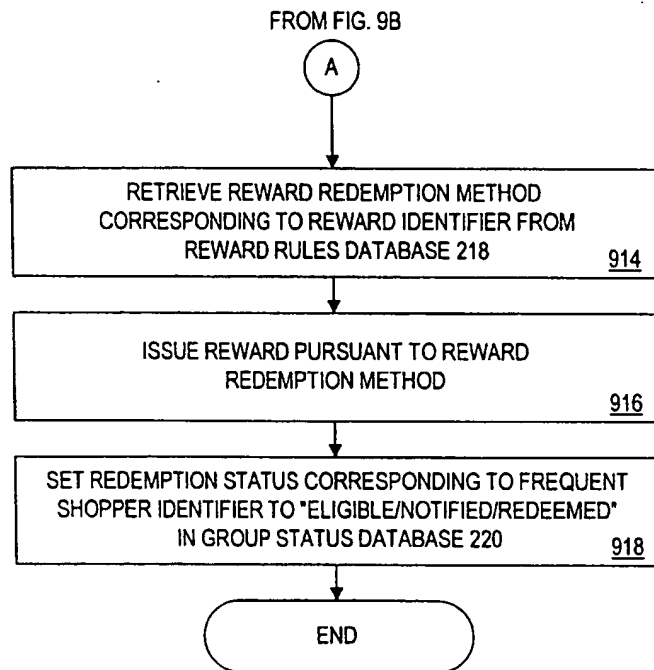 FROM FIG. 9B
A
RETRIEVE REWARD REDEMPTION METHOD
CORRESPONDING TO REWARD IDENTIFIER FROM
REWARD RULES DATABASE 218
914
ISSUE REWARD PURSUANT TO REWARD
REDEMPTION METHOD
916
SET REDEMPTION STATUS CORRESPONDING TO FREQUENT
SHOPPER IDENTIFIER TO "ELIGIBLE/NOTIFIED/REDEEMED"
IN GROUP STATUS DATABASE 220
918
END